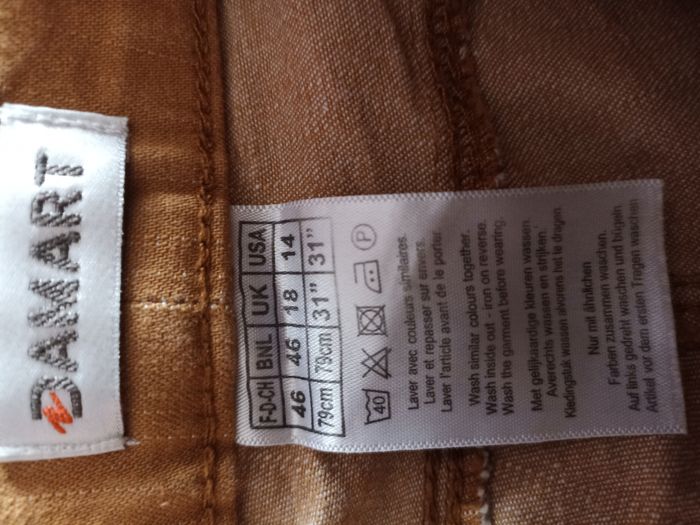 DAMART
F-D-CH BNL UK USA
46 46 18 14
79cm 79cm 31" 31"
40 P
Laver avec couleurs similaires.
Laver et repasser sur envers.
Laver l'article avant de le porter.
Wash similar colours together.
Wash inside out - iron on reverse.
Wash the garment before wearing.
Met gelijkaardige kleuren wassen.
Averechts wassen en strijken.
Kledingstuk wassen alvorens het te dragen.
Nur mit ähnlichen
Farben zusammen waschen.
Auf links gedreht waschen und bügeln
Artikel vor dem ersten Tragen waschen